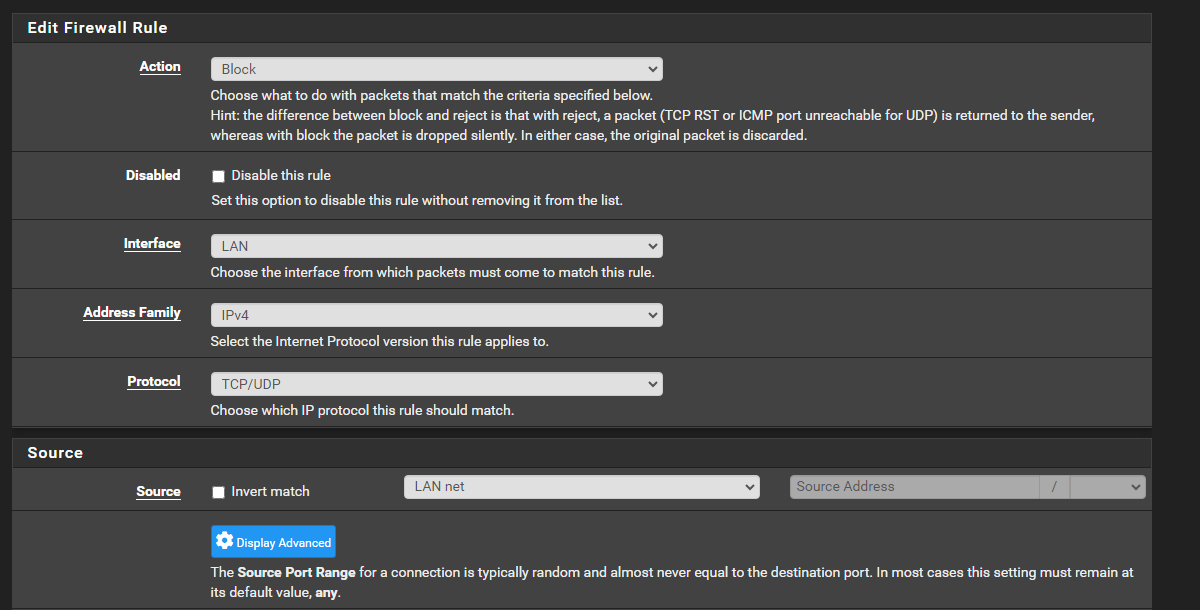 Edit Firewall Rule
Action
Block
Choose what to do with packets that match the criteria specified below.
Hint: the difference between block and reject is that with reject, a packet (TCP RST or ICMP port unreachable for UDP) is returned to the sender,
whereas with block the packet is dropped silently. In either case, the original packet is discarded.
Disabled
Disable this rule
Set this option to disable this rule without removing it from the list.
Interface
LAN
Choose the interface from which packets must come to match this rule.
Address Family
IPv4
Select the Internet Protocol version this rule applies to.
Protocol
TCP/UDP
Choose which IP protocol this rule should match.
Source
Source
Invert match
LAN net
Source Address
/
Display Advanced
The Source Port Range for a connection is typically random and almost never equal to the destination port. In most cases this setting must remain at
its default value, any.